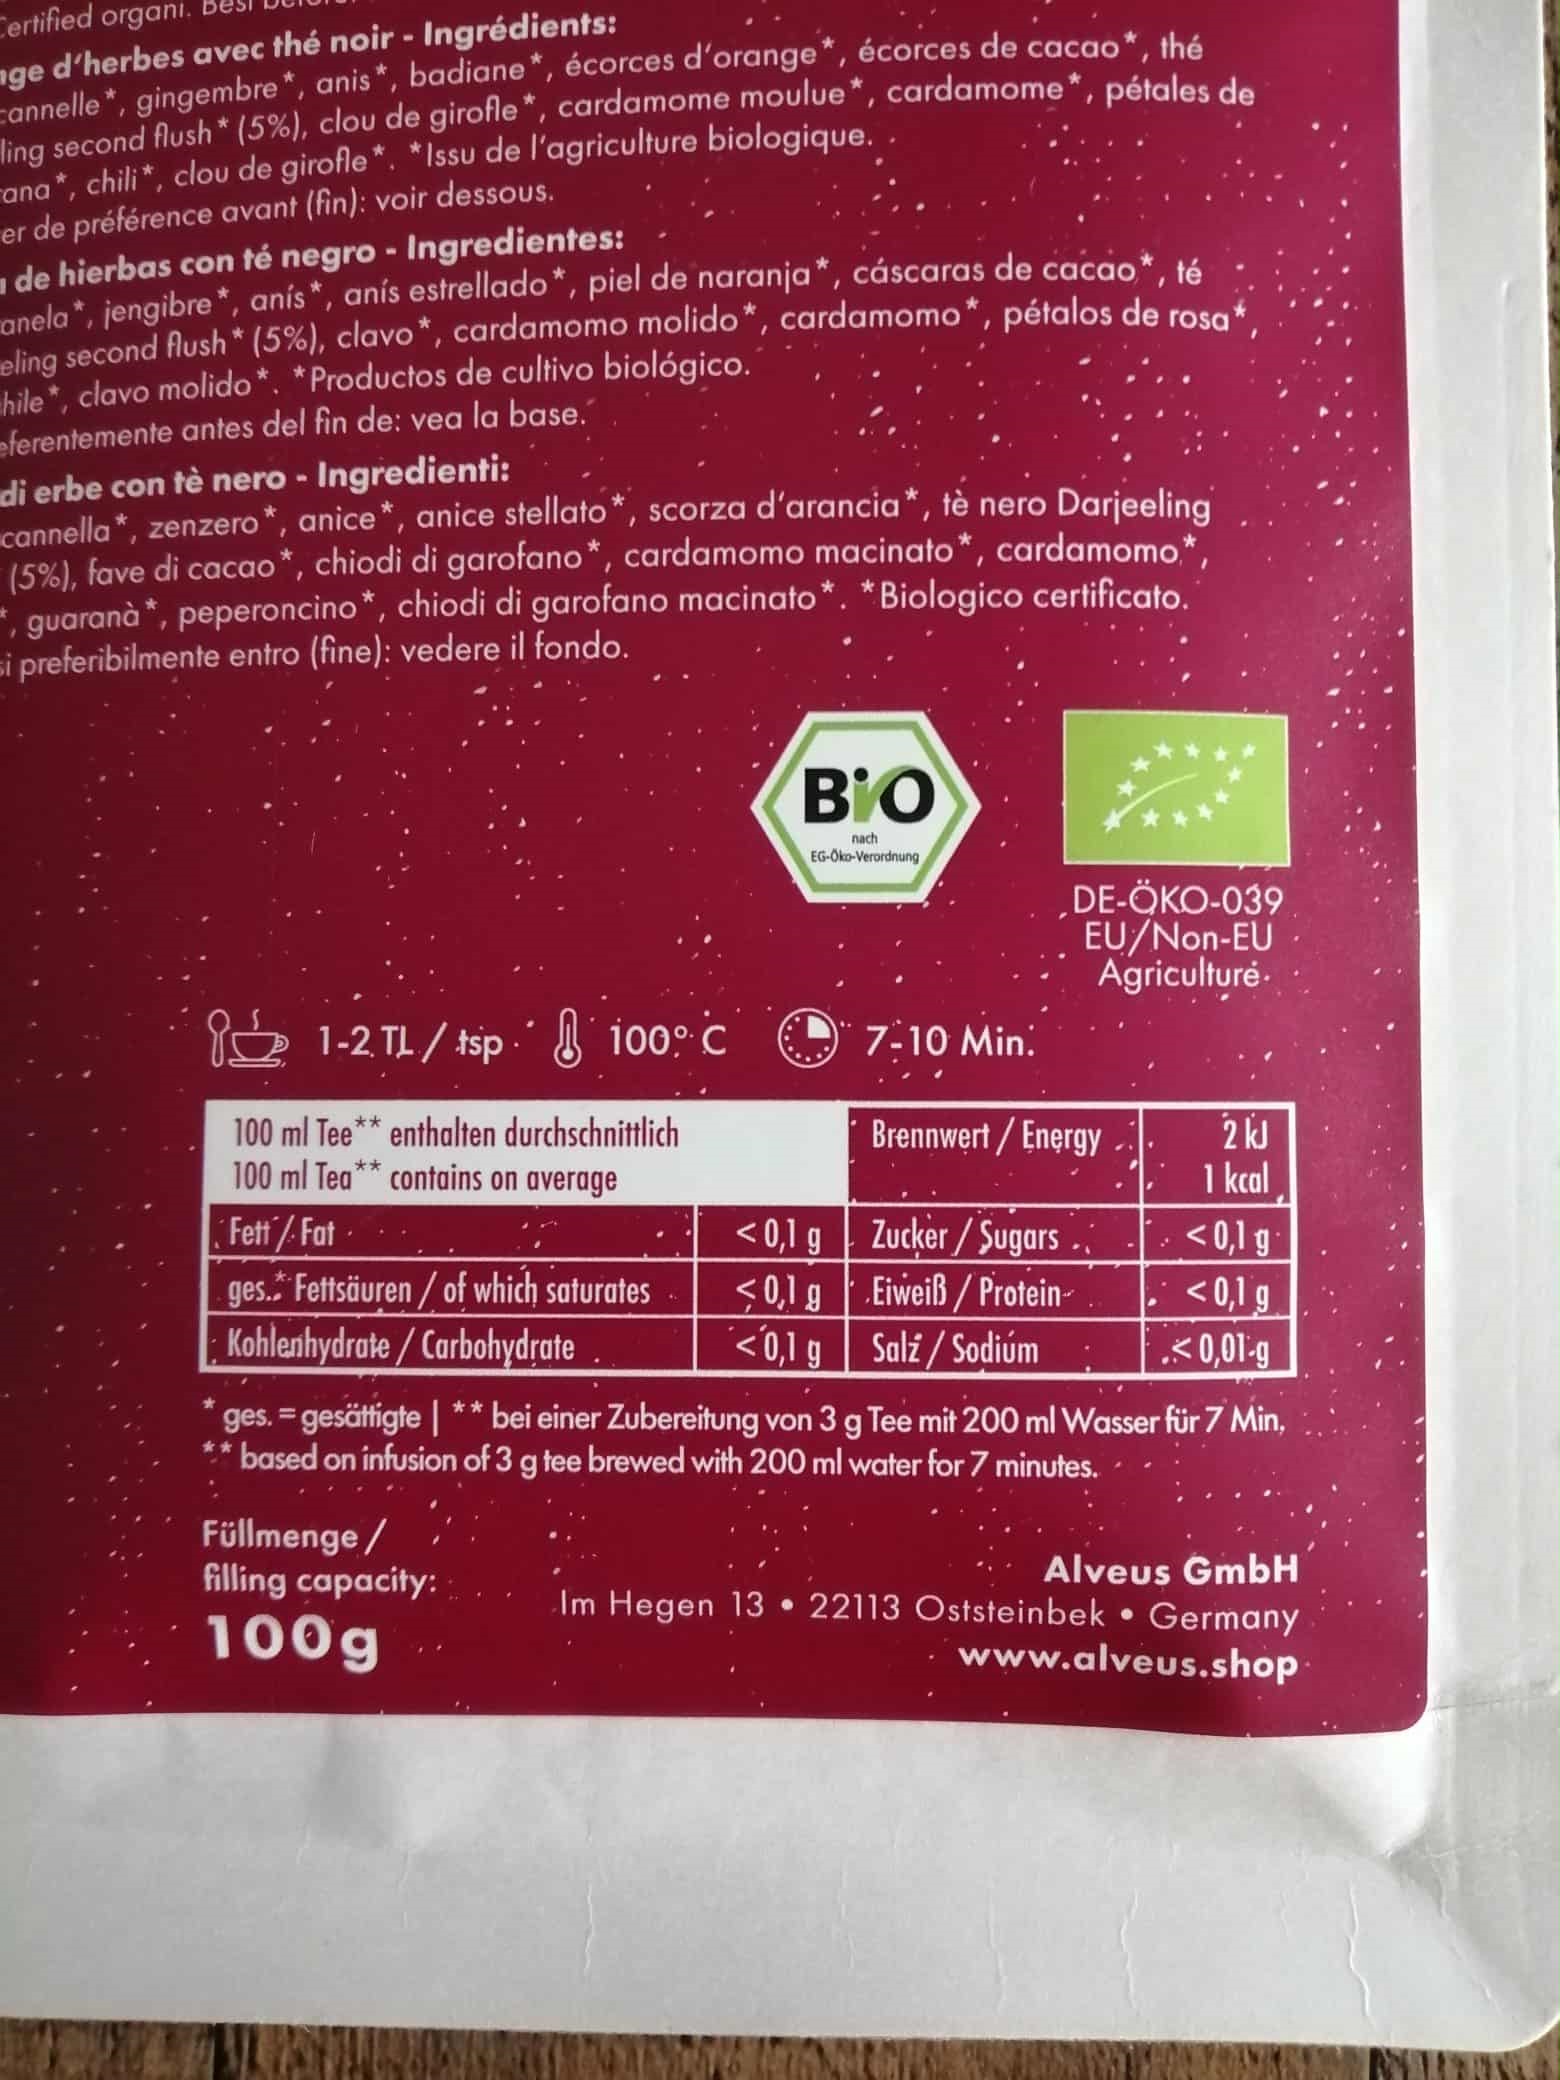 Certified organi.
d'herbes avec thé noir - Ingrédients:
cannelle*, gingembre*, anis*, badiane*, écorces d'orange*, écorces de cacao*, thé
second flush* (5%), clou de girofle*, cardamome moulue*, cardamome*, pétales de
chili*, clou de girofle*. *Issu de l'agriculture biologique.
de préférence avant (fin): voir dessous.
de hierbas con té negro - Ingredientes:
jengibre*, anís*, anís estrellado*, piel de naranja*, cáscaras de cacao*, té
second flush* (5%), clavo*, cardamomo molido*, cardamomo*, pétalos de rosa*,
clavo molido*. *Productos de cultivo biológico.
antes del fin de: vea la base.
di erbe con tè nero - Ingredienti:
cannella*, zenzero*, anice*, anice stellato*, scorza d'arancia*, tè nero Darjeeling
(5%), fave di cacao*, chiodi di garofano*, cardamomo macinato*, cardamomo*,
*, guaranà*, peperoncino*, chiodi di garofano macinato*. *Biologico certificato.
preferibilmente entro (fine): vedere il fondo.
BIO
nach
EG-Öko-Verordnung
DE-ÖKO-039
EU/Non-EU
Agriculture
1-2 TL / tsp 100° C 7-10 Min.
100 ml Tee** enthalten durchschnittlich
100 ml Tea** contains on average
Brennwert / Energy 2 kJ
1 kcal
Fett / Fat < 0,1 g Zucker / Sugars < 0,1 g
ges.* Fettsäuren / of which saturates < 0,1 g Eiweiß / Protein < 0,1 g
Kohlenhydrate / Carbohydrate < 0,1 g Salz / Sodium < 0,01 g
* ges. = gesättigte | ** bei einer Zubereitung von 3 g Tee mit 200 ml Wasser für 7 Min,
** based on infusion of 3 g tee brewed with 200 ml water for 7 minutes.
Füllmenge /
filling capacity:
100g
Alveus GmbH
Im Hegen 13 • 22113 Oststeinbek • Germany
www.alveus.shop